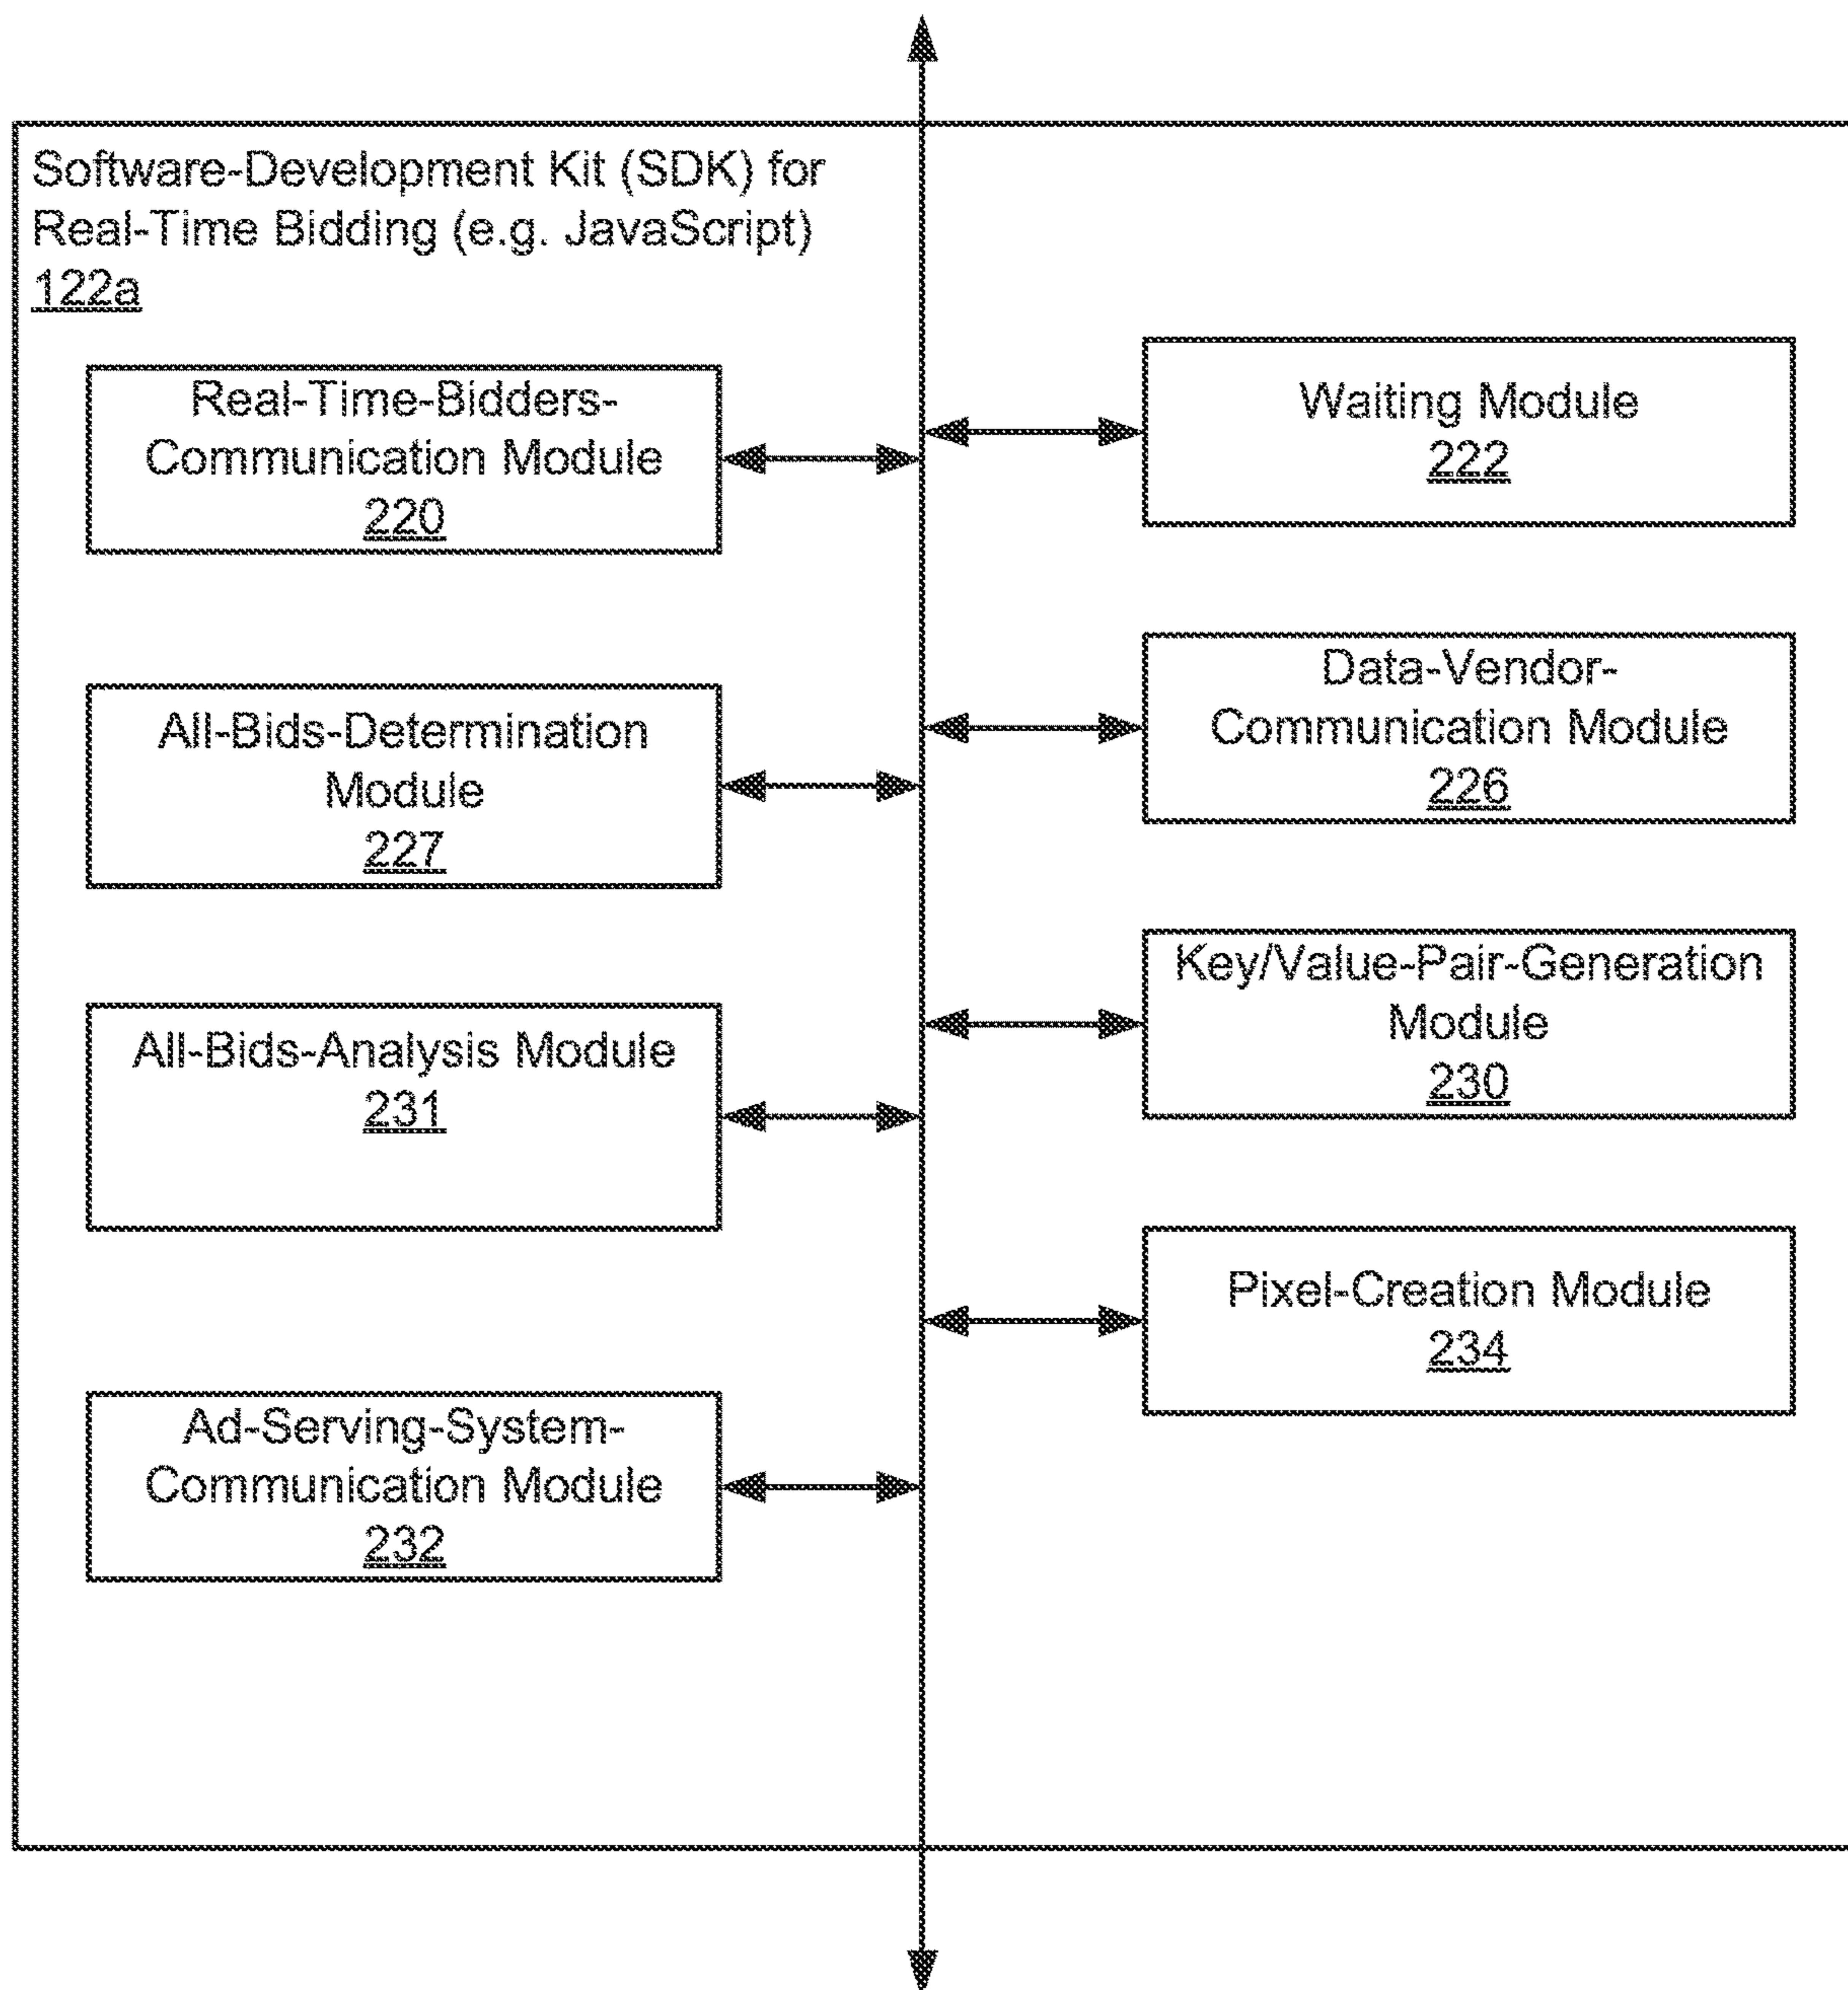 Software-Development Kit (SDK) for
Real-Time Bidding (e.g. JavaScript)
122a
Real-Time-Bidders-
Communication Module
220
Waiting Module
222
All-Bids-Determination
Module
227
Data-Vendor-
Communication Module
226
All-Bids-Analysis Module
231
Key/Value-Pair-Generation
Module
230
Ad-Serving-System-
Communication Module
232
Pixel-Creation Module
234